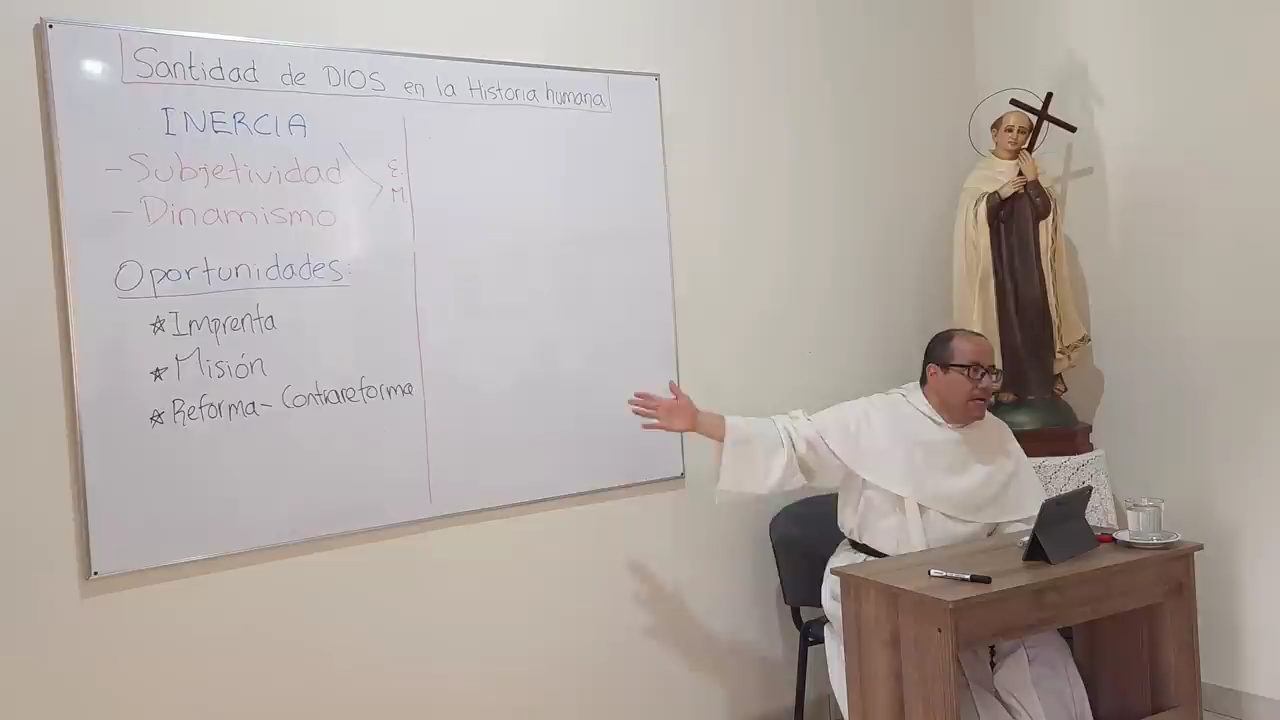 Santidad de DIOS en la Historia humana
INERCIA
- Subjetividad
E.
M.
- Dinamismo
Oportunidades:
☆ Imprenta
☆ Misión
☆ Reforma - Contrareforma